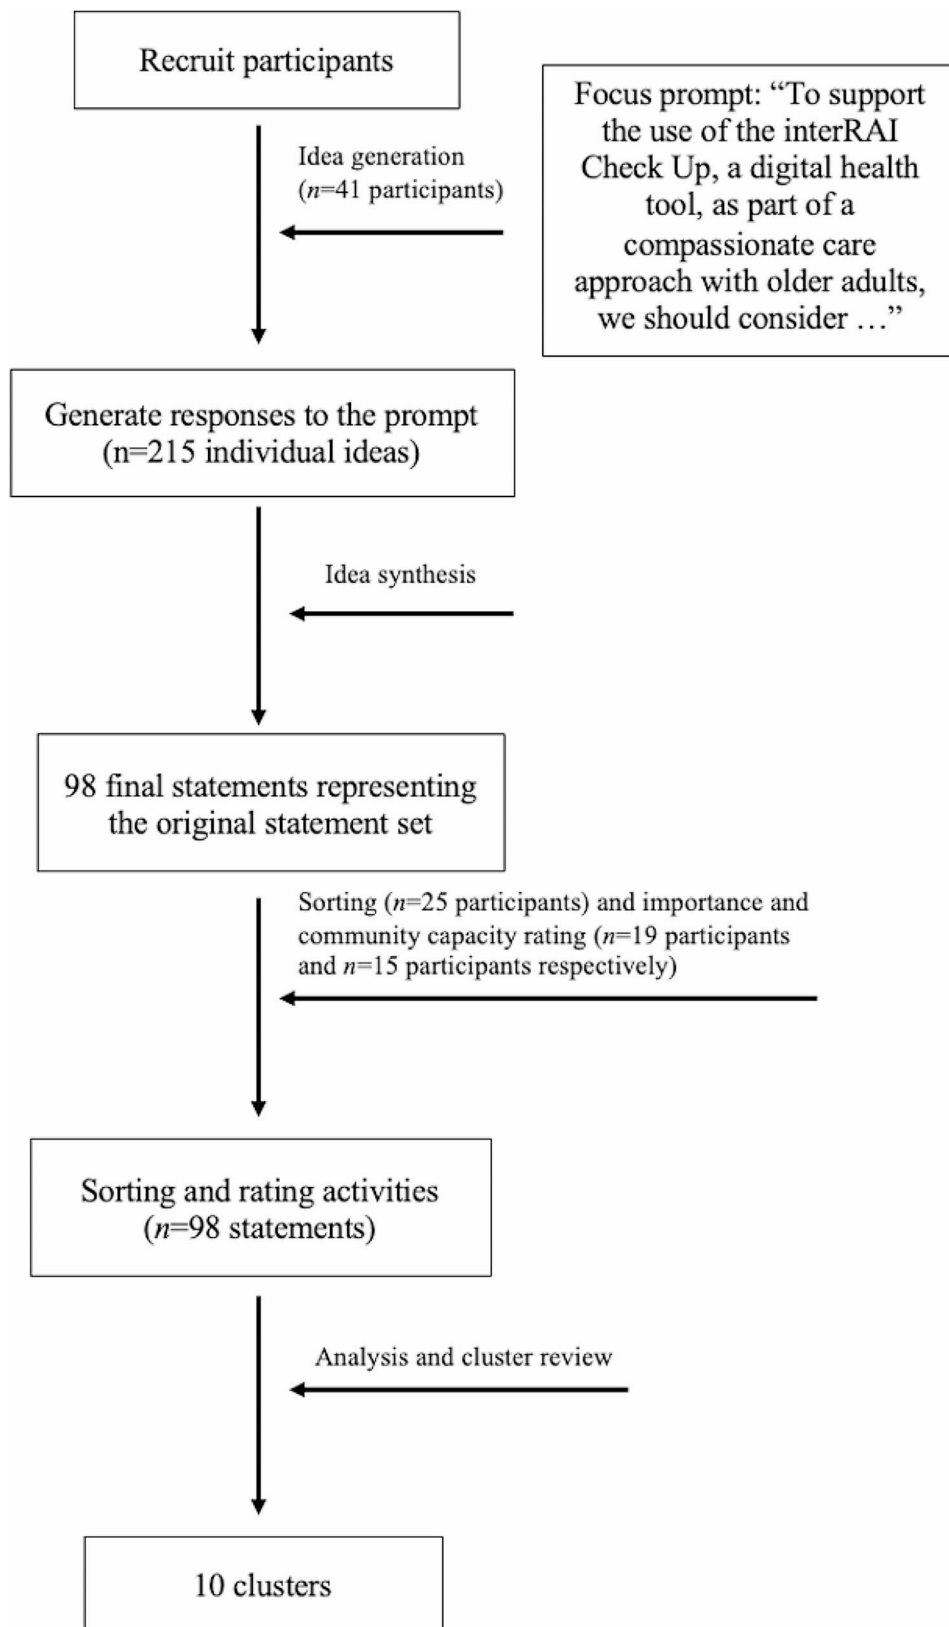 Recruit participants
Focus prompt: “To support
the use of the interRAI
Check Up, a digital health
tool, as part of a
compassionate care
approach with older adults,
we should consider …”
Idea generation
(n=41 participants)
Generate responses to the prompt
(n=215 individual ideas)
Idea synthesis
98 final statements representing
the original statement set
Sorting (n=25 participants) and importance and
community capacity rating (n=19 participants
and n=15 participants respectively)
Sorting and rating activities
(n=98 statements)
Analysis and cluster review
10 clusters